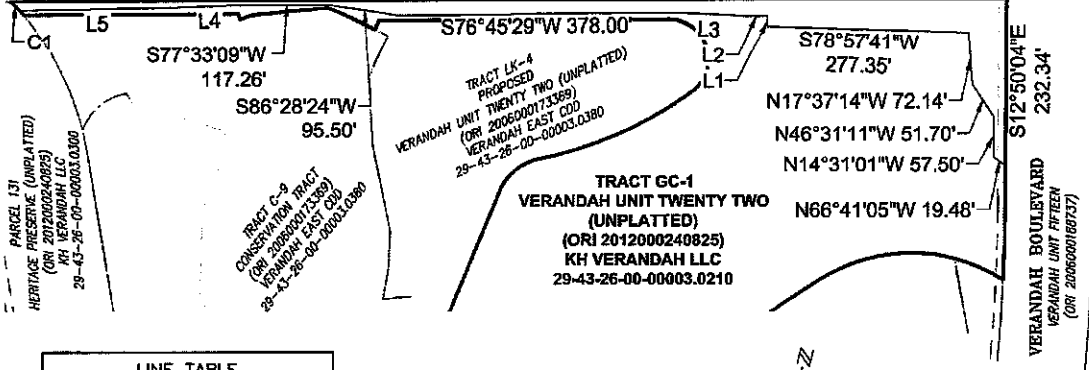 L5
L4
C1
S77°33'09"W
117.26'
S86°28'24"W
95.50'
S76°45'29"W 378.00'
L3
L2
L1
S78°57'41"W
277.35'
N17°37'14"W 72.14'
N46°31'11"W 51.70'
N14°31'01"W 57.50'
N66°41'05"W 19.48'
S12°50'04"E
232.34'
PARCEL 131
HERITAGE PRESERVE (UNPLATTED)
(ORI 2012000240825)
KH VERANDAH LLC
29-43-26-00-00003.0300
TRACT C-9
CONSERVATION TRACT
(ORI 2006000173369)
VERANDAH EAST CDD
29-43-26-00-00003.0380
TRACT LK-4
PROPOSED
VERANDAH UNIT TWENTY TWO (UNPLATTED)
(ORI 2006000173369)
VERANDAH EAST CDD
29-43-26-00-00003.0380
TRACT GC-1
VERANDAH UNIT TWENTY TWO
(UNPLATTED)
(ORI 2012000240825)
KH VERANDAH LLC
29-43-26-00-00003.0210
VERANDAH BOULEVARD
VERANDAH UNIT FIFTEEN
(ORI 2006000168737)
LINE TABLE
N